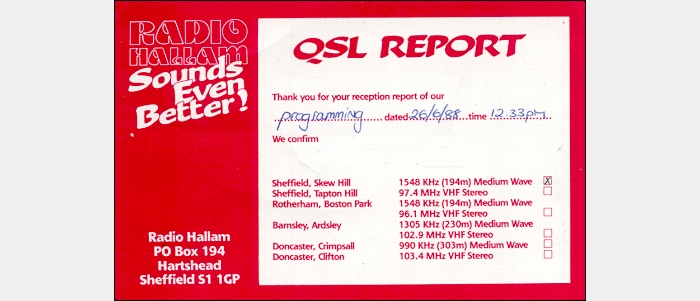 RADIO
HALLAM
Sounds
Even
Better!
QSL REPORT
Thank you for your reception report of our
programming dated 26/6/88 time 12.33pm
We confirm
Sheffield, Skew Hill 1548 KHz (194m) Medium Wave X
Sheffield, Tapton Hill 97.4 MHz VHF Stereo
Rotherham, Boston Park 1548 KHz (194m) Medium Wave
96.1 MHz VHF Stereo
Barnsley, Ardsley 1305 KHz (230m) Medium Wave
102.9 MHz VHF Stereo
Doncaster, Crimpsall 990 KHz (303m) Medium Wave
Doncaster, Clifton 103.4 MHz VHF Stereo
Radio Hallam
PO Box 194
Hartshead
Sheffield S1 1GP